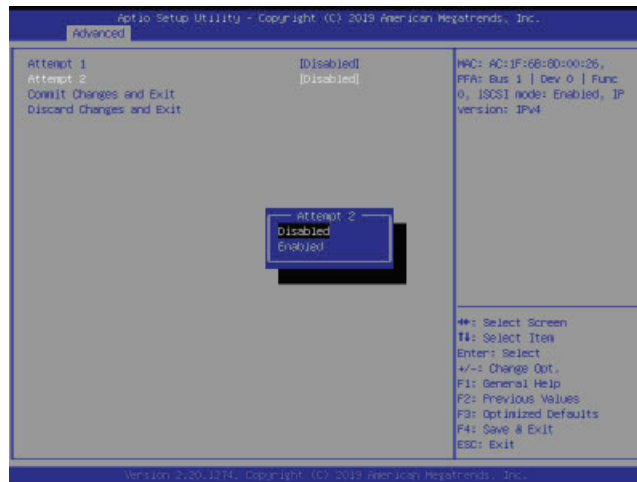 Aptio Setup Utility - Copyright (C) 2019 American Megatrends, Inc.
Advanced
Attempt 1 [Disabled]
Attempt 2 [Disabled]
Commit Changes and Exit
Discard Changes and Exit
MAC: AC:1F:6B:8D:00:26,
PFA: Bus 1 | Dev 0 | Func
0, iSCSI mode: Enabled, IP
version: IPv4
Attempt 2
Disabled
Enabled
: Select Screen
↑↓: Select Item
Enter: Select
+/-: Change Opt.
F1: General Help
F2: Previous Values
F3: Optimized Defaults
F4: Save & Exit
ESC: Exit
Version 2.20.1274. Copyright (C) 2019 American Megatrends, Inc.